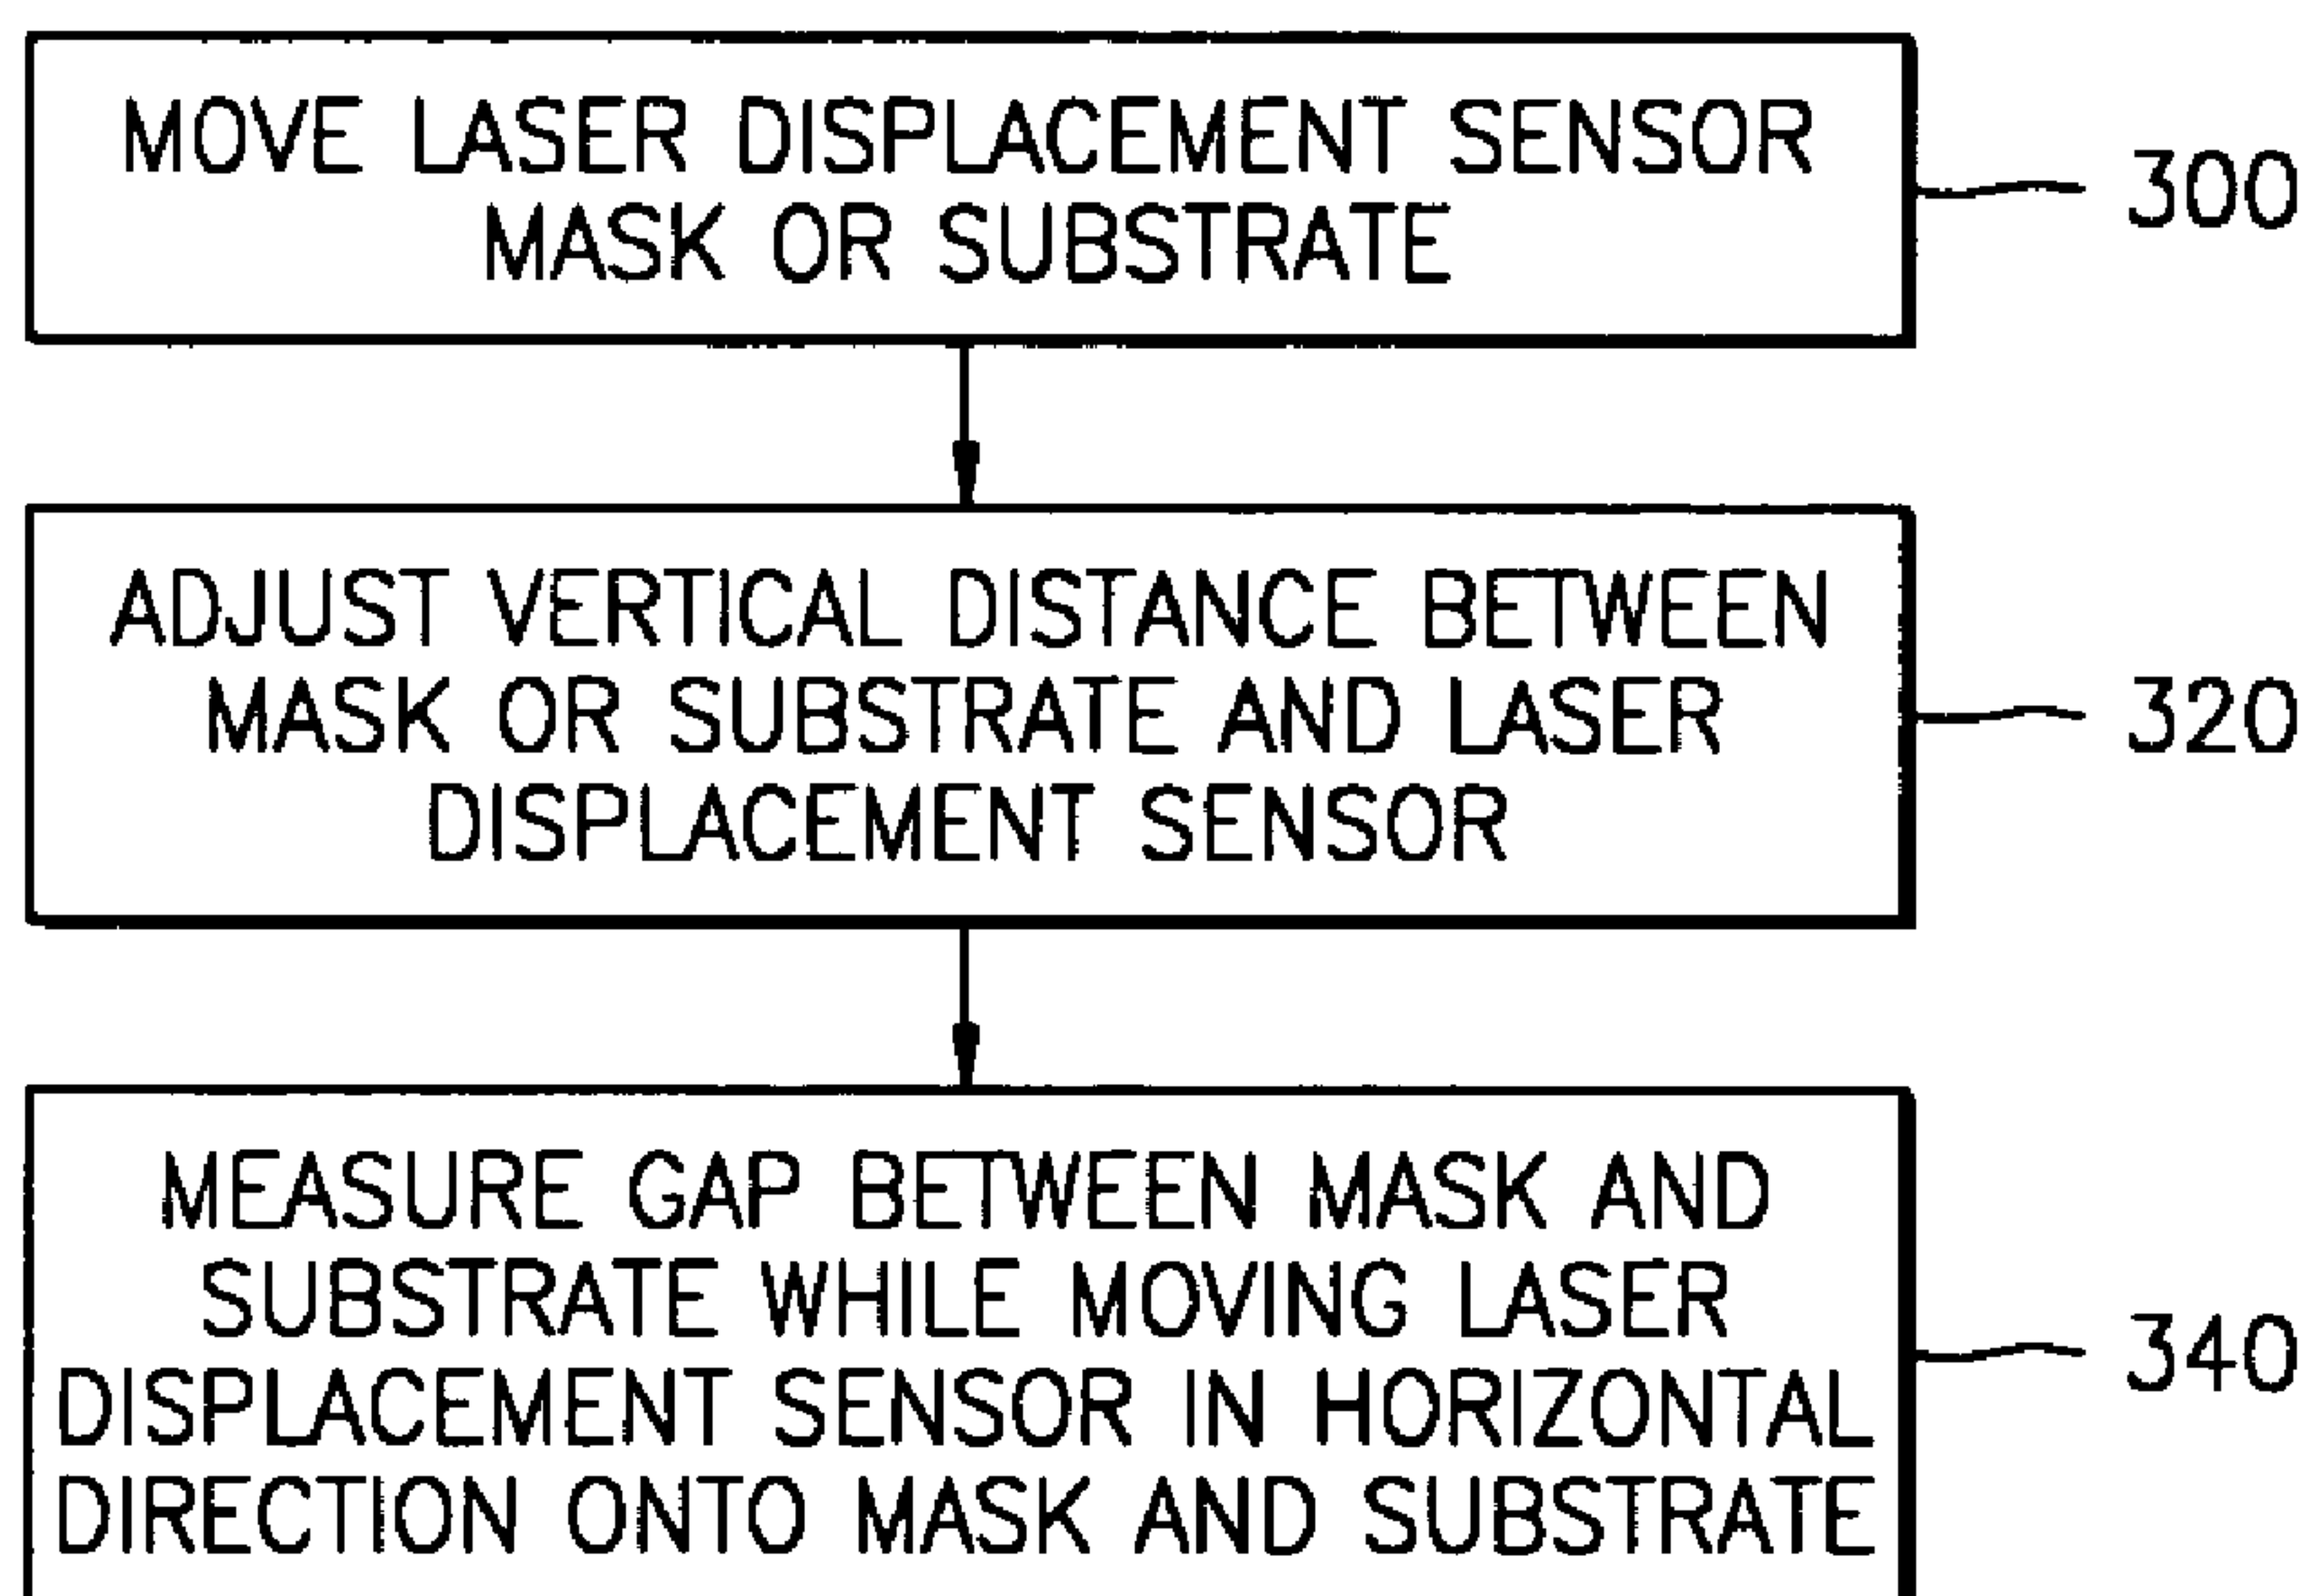 MOVE LASER DISPLACEMENT SENSOR
MASK OR SUBSTRATE
300
ADJUST VERTICAL DISTANCE BETWEEN
MASK OR SUBSTRATE AND LASER
DISPLACEMENT SENSOR
320
MEASURE GAP BETWEEN MASK AND
SUBSTRATE WHILE MOVING LASER
DISPLACEMENT SENSOR IN HORIZONTAL
DIRECTION ONTO MASK AND SUBSTRATE
340